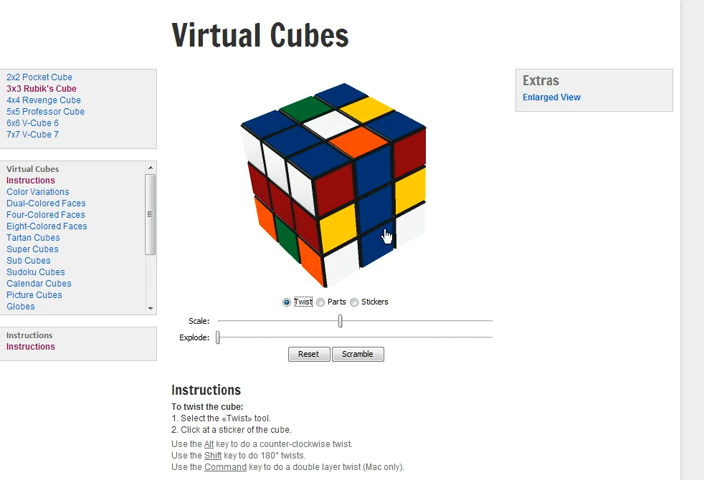 Virtual Cubes
2x2 Pocket Cube
3x3 Rubik's Cube
4x4 Revenge Cube
5x5 Professor Cube
6x6 V-Cube 6
7x7 V-Cube 7
Virtual Cubes
Instructions
Color Variations
Dual-Colored Faces
Four-Colored Faces
Eight-Colored Faces
Tartan Cubes
Super Cubes
Sub Cubes
Sudoku Cubes
Calendar Cubes
Picture Cubes
Globes
Instructions
Instructions
Twist Parts Stickers
Scale:
Explode:
Reset Scramble
Instructions
To twist the cube:
1. Select the «Twist» tool.
2. Click at a sticker of the cube.
Use the Alt key to do a counter-clockwise twist.
Use the Shift key to do 180° twists.
Use the Command key to do a double layer twist (Mac only).
Extras
Enlarged View